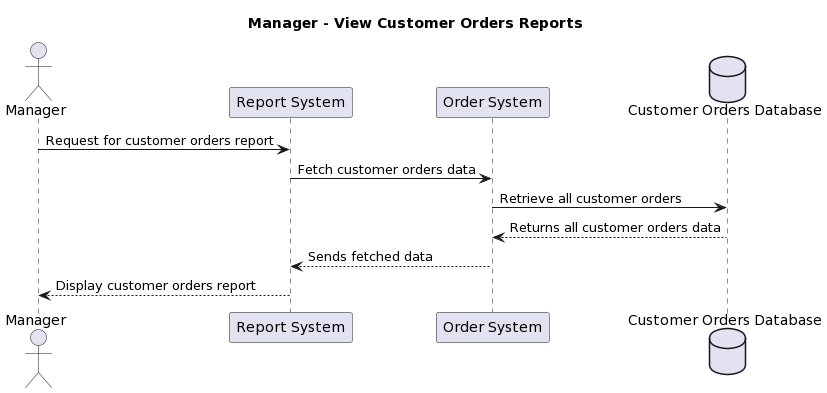 Manager - View Customer Orders Reports
Manager
Report System
Order System
Customer Orders Database
Request for customer orders report
Fetch customer orders data
Retrieve all customer orders
Returns all customer orders data
Sends fetched data
Display customer orders report
Manager
Report System
Order System
Customer Orders Database